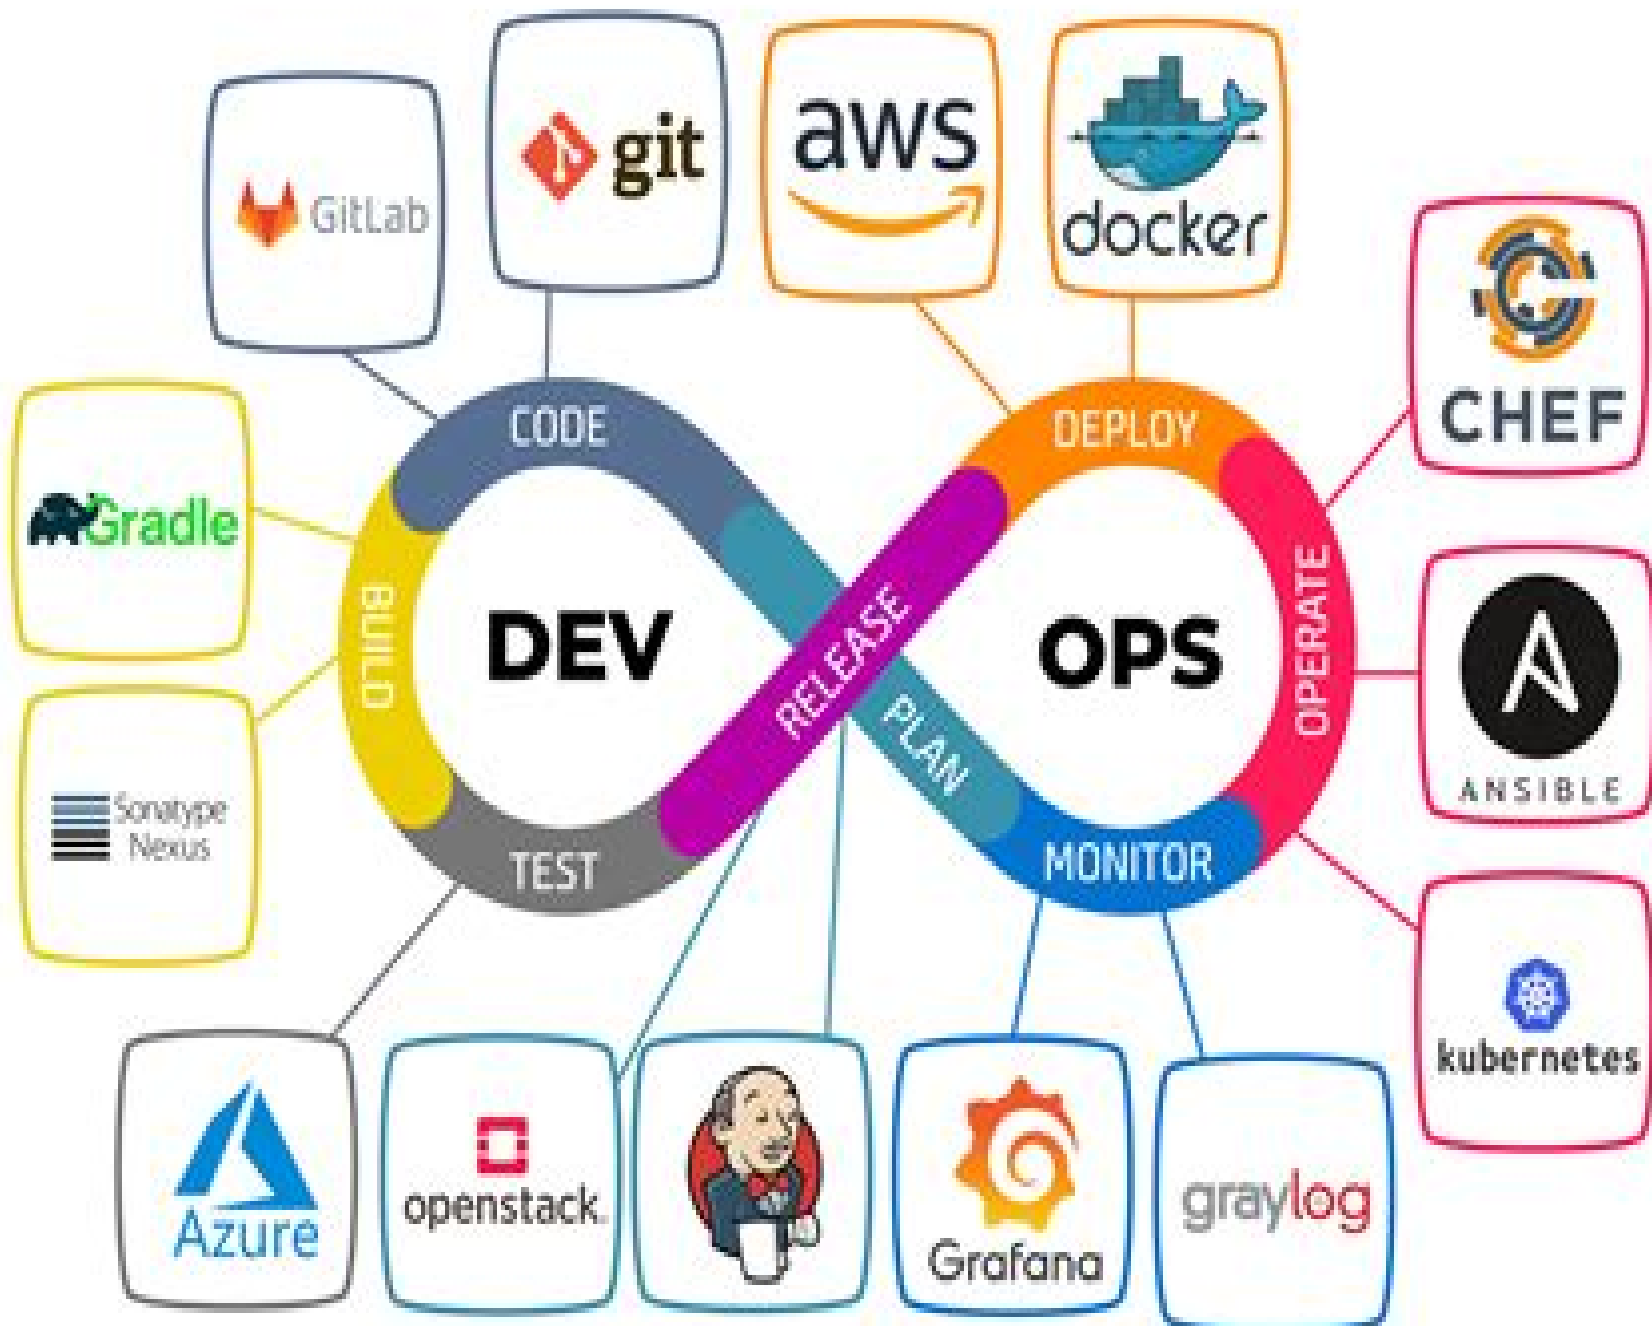 git
aws
docker
GitLab
CHEF
CODE
DEPLOY
Gradle
BUILD
DEV
RELEASE
OPS
OPERATE
PLAN
ANSIBLE
Sonatype
Nexus
TEST
MONITOR
kubernetes
Azure
openstack.
Grafana
graylog